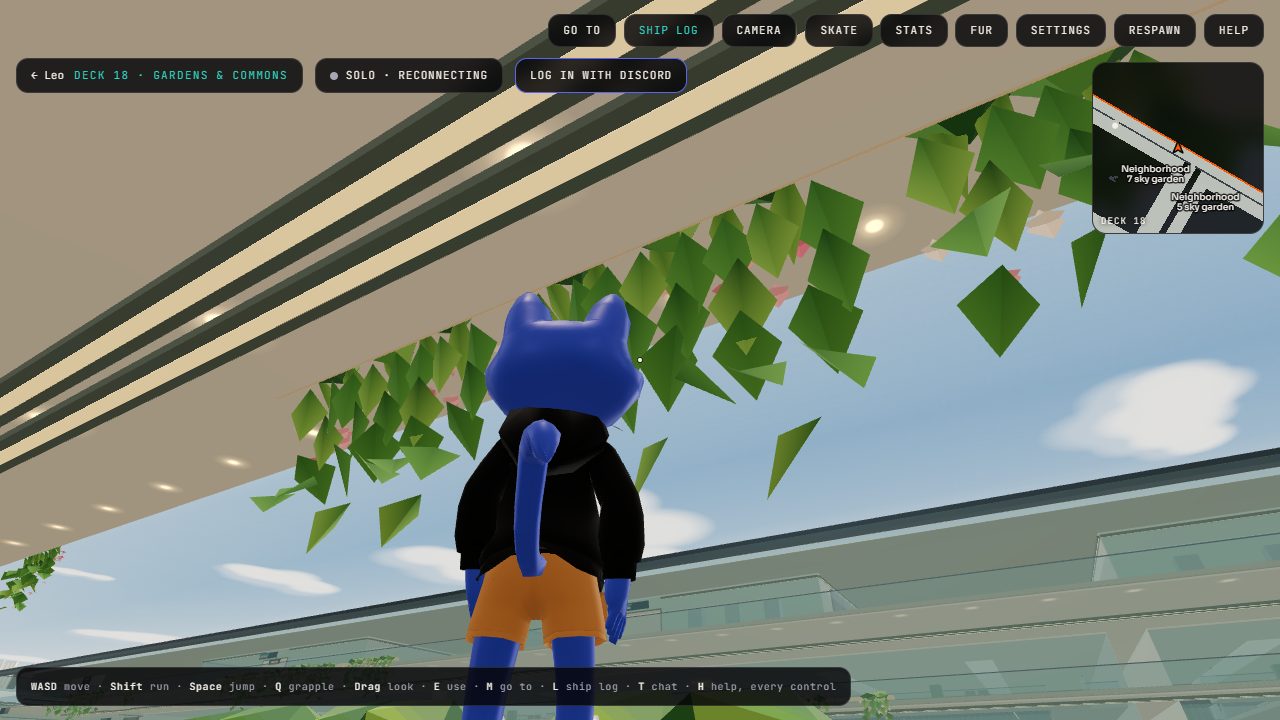 GO TO
SHIP LOG
CAMERA
SKATE
STATS
FUR
SETTINGS
RESPAWN
HELP
← Leo DECK 18 · GARDENS & COMMONS
SOLO · RECONNECTING
LOG IN WITH DISCORD
Neighborhood
7 sky garden
Neighborhood
5 sky garden
DECK 18
WASD move · Shift run · Space jump · Q grapple · Drag look · E use · M go to · L ship log · T chat · H help, every control